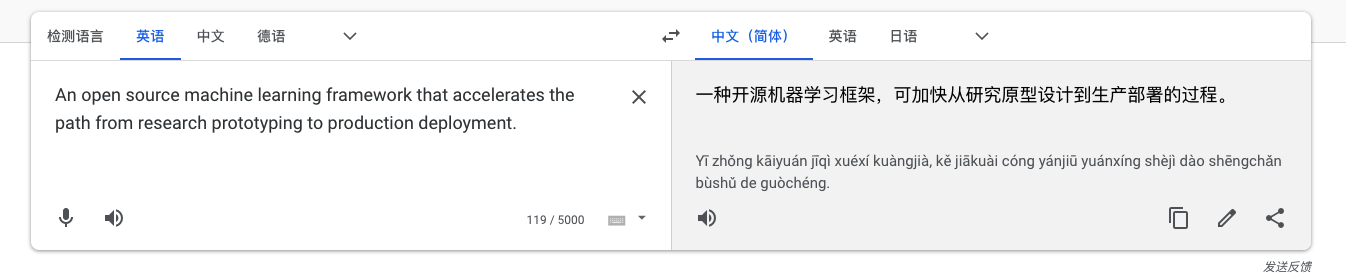 检测语言 英语 中文 德语 中文（简体） 英语 日语
An open source machine learning framework that accelerates the
path from research prototyping to production deployment.
119 / 5000
一种开源机器学习框架，可加快从研究原型设计到生产部署的过程。
Yī zhǒng kāiyuán jīqì xuéxí kuàngjià, kě jiākuài cóng yánjiū yuánxíng shèjì dào shēngchǎn
bùshǔ de guòchéng.
发送反馈